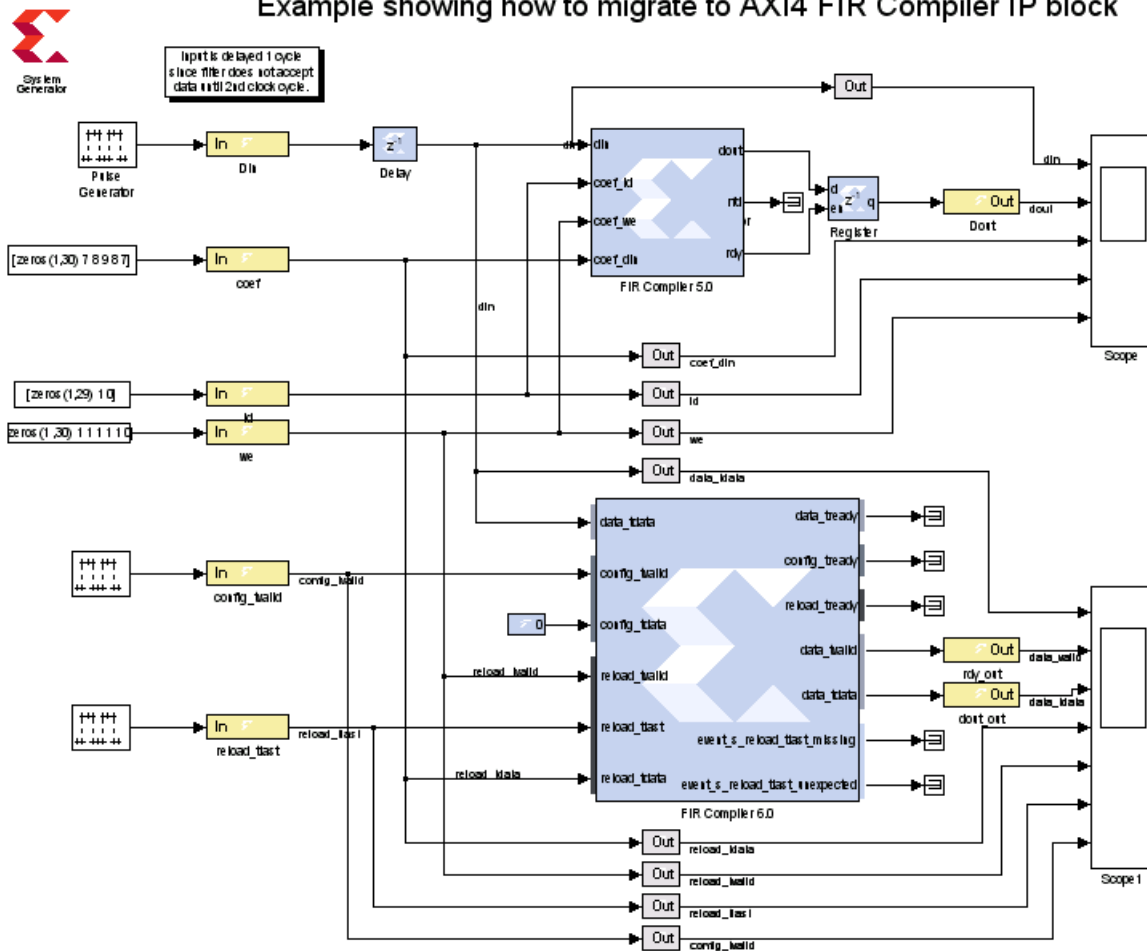 Example showing how to migrate to AXI4 FIR Compiler IP block
System
Generator
Input is delayed 1 cycle
since filter does not accept
data until 2nd clock cycle.
Out
Pulse
Generator
In
Din
z-1
Delay
din
din
coef_ld
coef_we
coef_din
dout
rfd
rdy
FIR Compiler 5.0
d
en
z-1
q
Register
Out
Dout
din
dout
Scope
[zeros(1,30) 7 8 9 8 7]
In
coef
din
Out
coef_din
[zeros(1,29) 1 0]
In
ld
Out
ld
zeros(1,30) 1 1 1 1 1 0]
In
we
Out
we
Out
data_tdata
In
config_tvalid
config_tvalid
0
In
reload_tlast
reload_tlast
reload_tvalid
reload_tdata
data_tdata
config_tvalid
config_tdata
reload_tvalid
reload_tlast
reload_tdata
data_tready
config_tready
reload_tready
data_tvalid
data_tdata
event_s_reload_tlast_missing
event_s_reload_tlast_unexpected
FIR Compiler 6.0
Out
rdy_out
data_valid
Out
dout_out
data_tdata
Scope1
Out
reload_tdata
Out
reload_tvalid
Out
reload_tlast
Out
config_tvalid